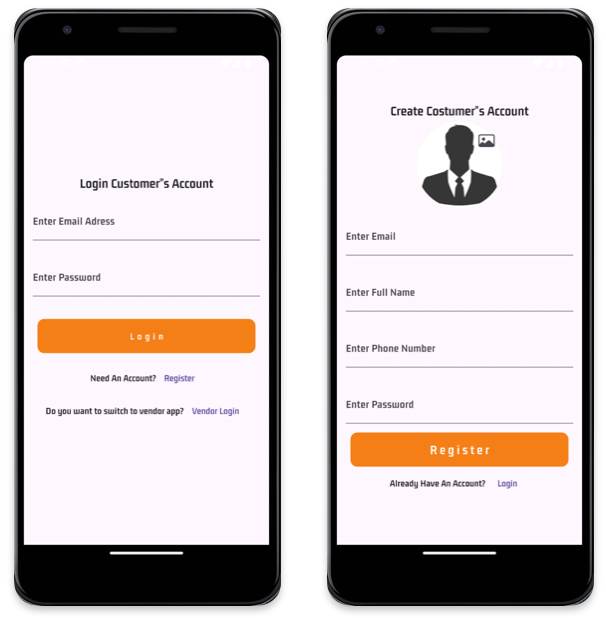 Login Customer"s Account
Enter Email Adress
Enter Password
Login
Need An Account? Register
Do you want to switch to vendor app? Vendor Login
Create Costumer"s Account
Enter Email
Enter Full Name
Enter Phone Number
Enter Password
Register
Already Have An Account? Login